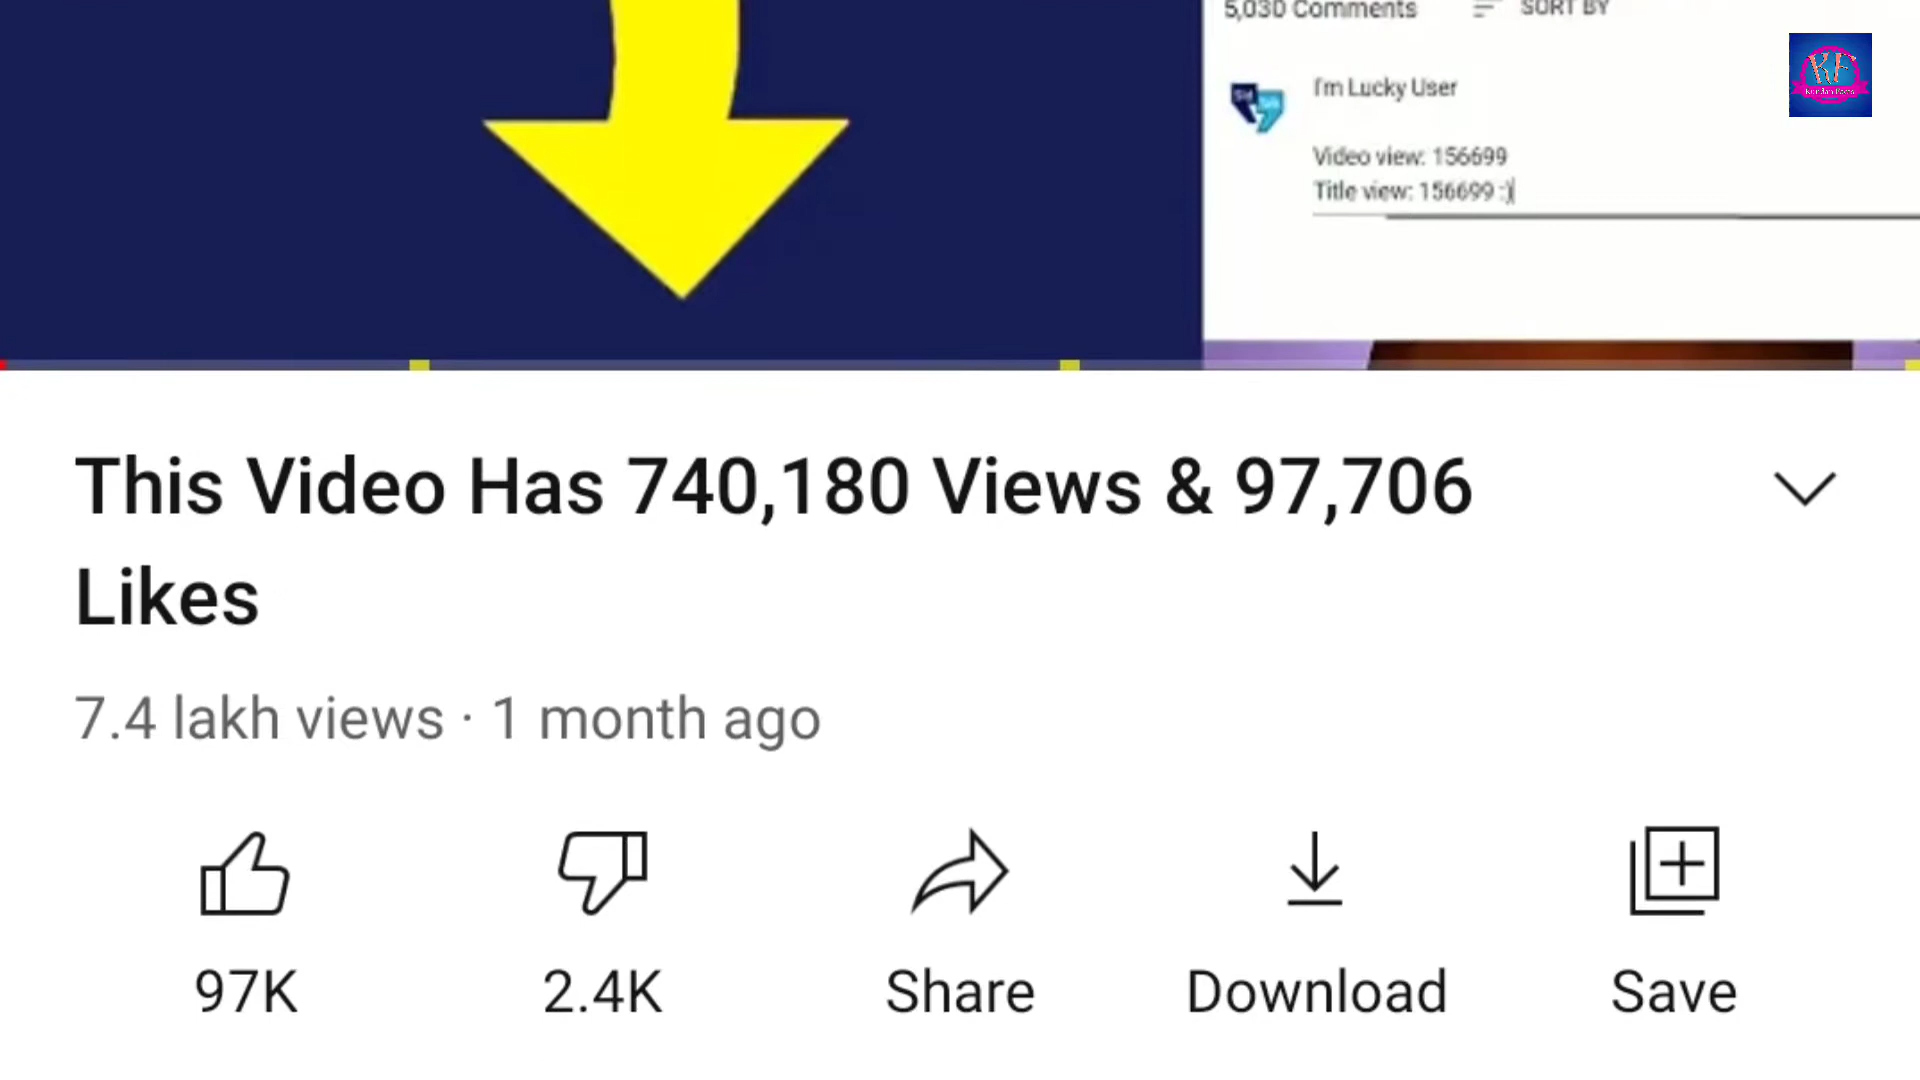 5,030 Comments SORT BY
I'm Lucky User
Video view: 156699
Title view: 156699 :)
KF
This Video Has 740,180 Views & 97,706
Likes
7.4 lakh views · 1 month ago
97K 2.4K Share Download Save